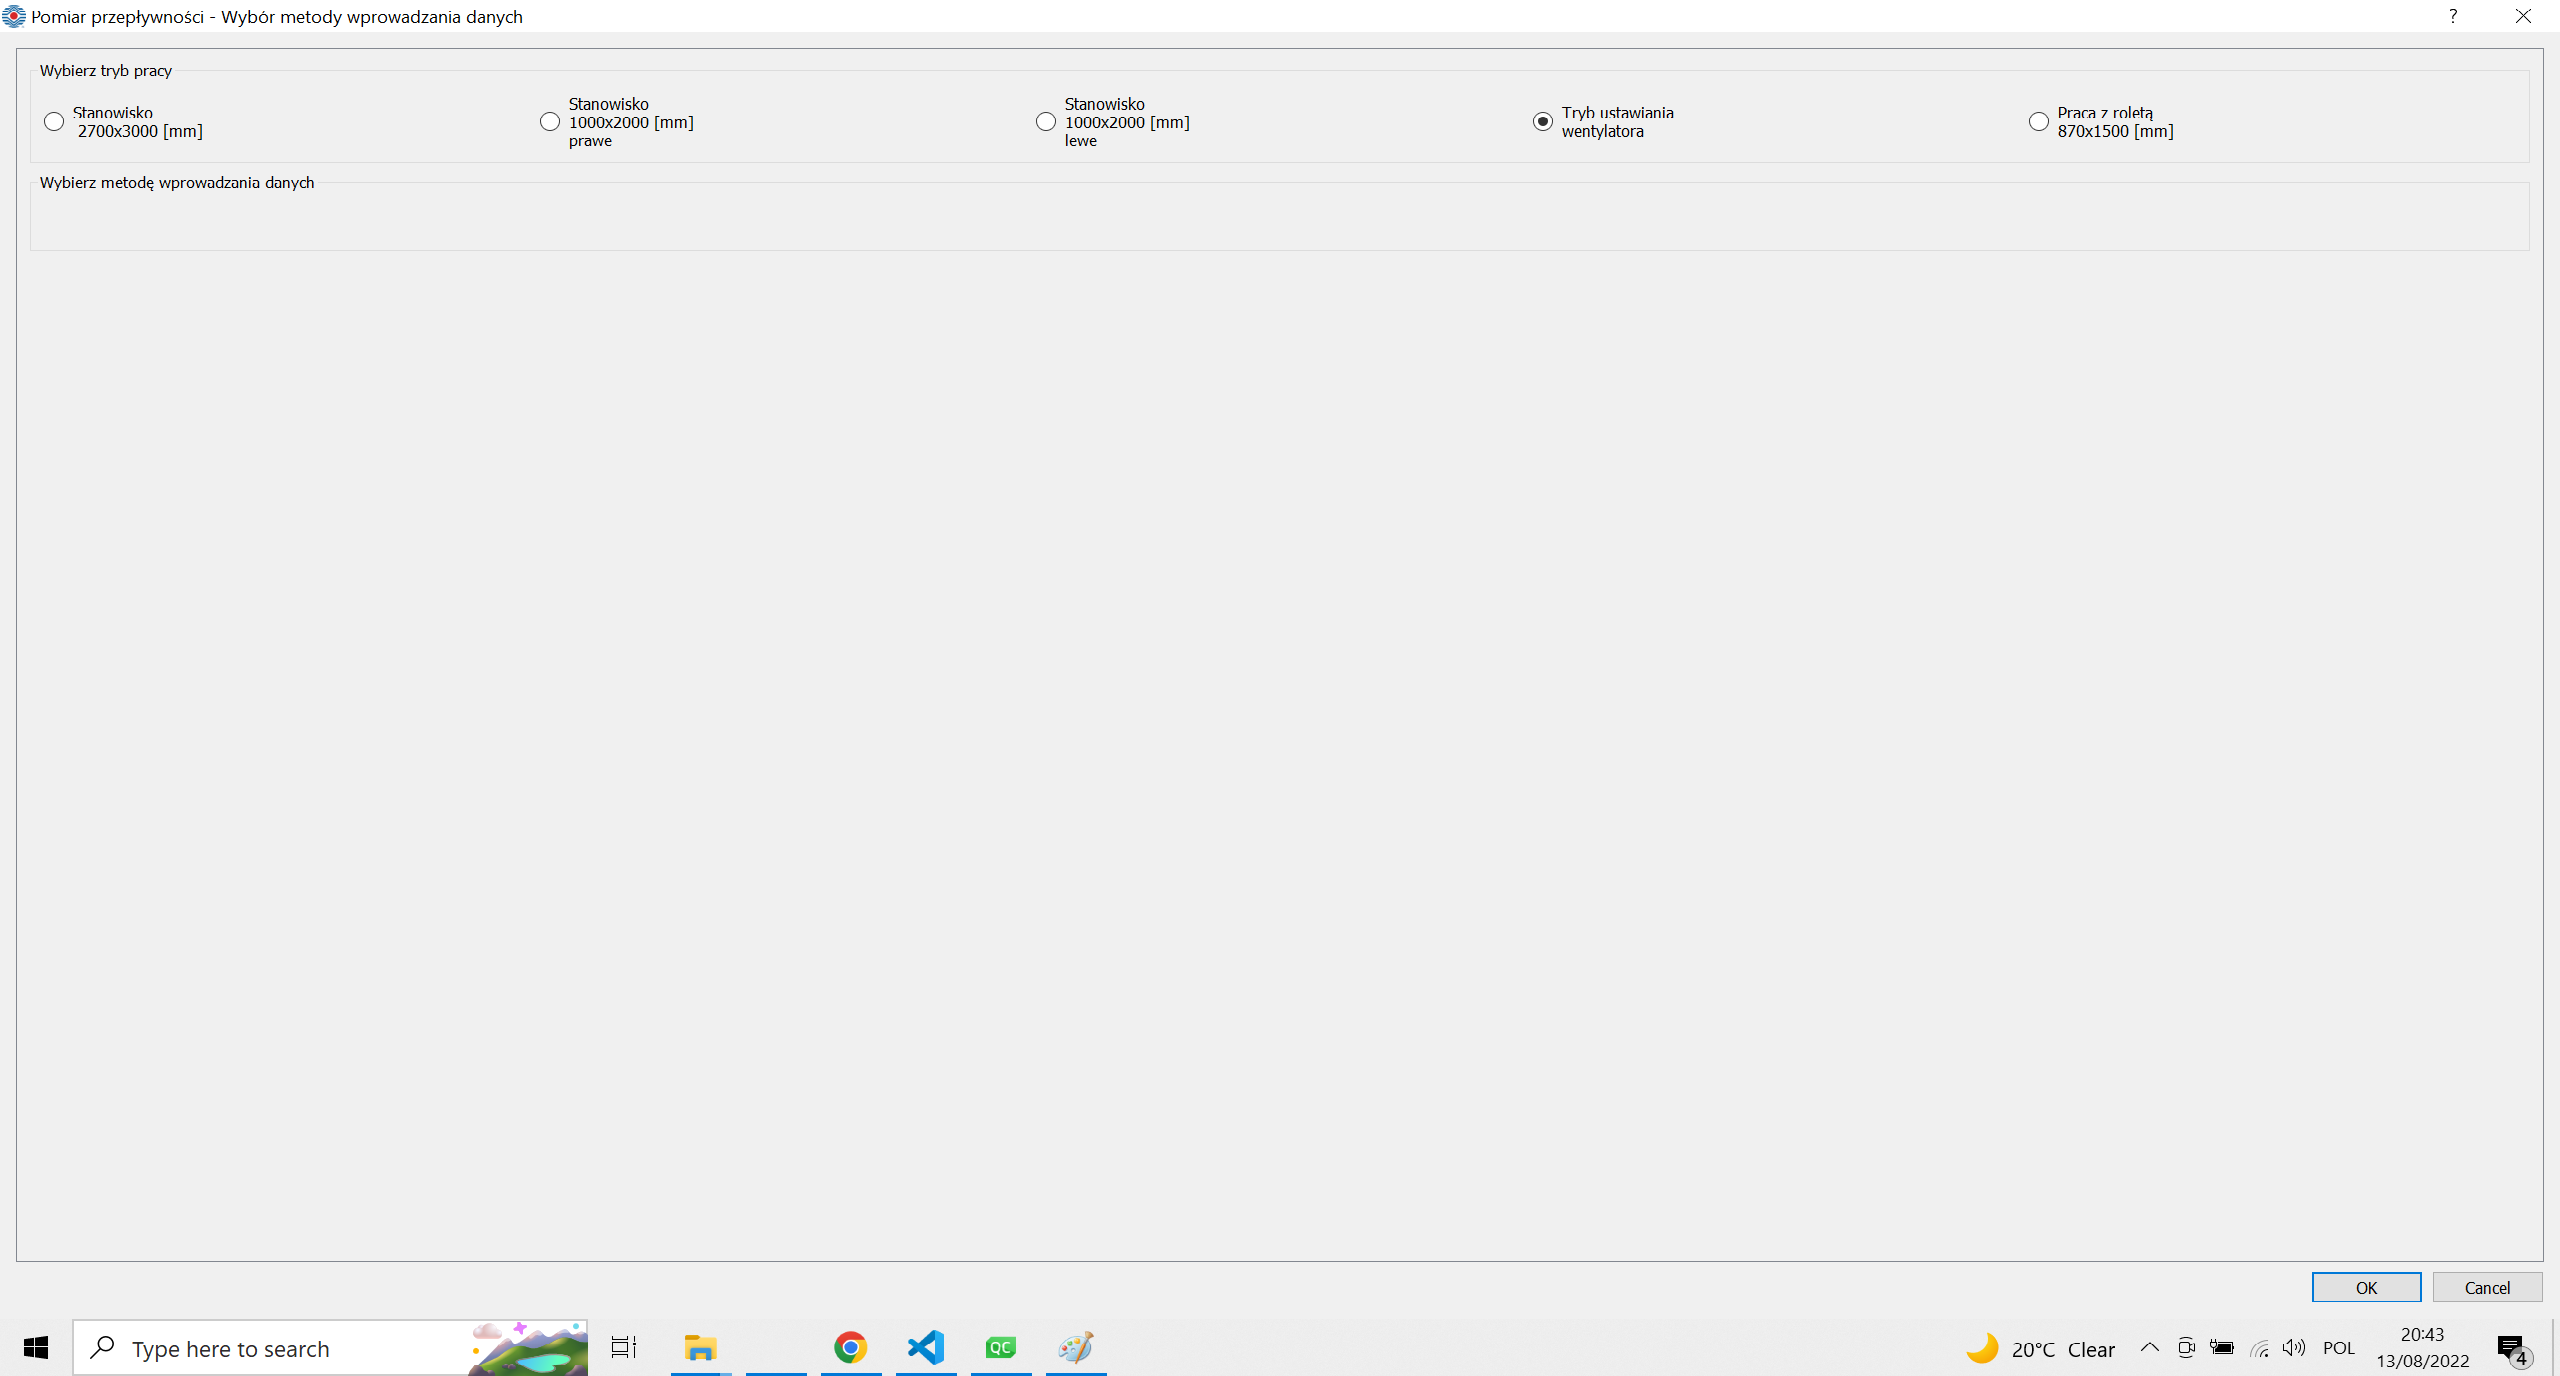 Pomiar przepływności - Wybór metody wprowadzania danych
?
Wybierz tryb pracy
Stanowisko
2700x3000 [mm]
Stanowisko
1000x2000 [mm]
prawe
Stanowisko
1000x2000 [mm]
lewe
Tryb ustawiania
wentylatora
Praca z roletą
870x1500 [mm]
Wybierz metodę wprowadzania danych
OK
Cancel
Type here to search
QC
20°C Clear
POL
20:43
13/08/2022
4